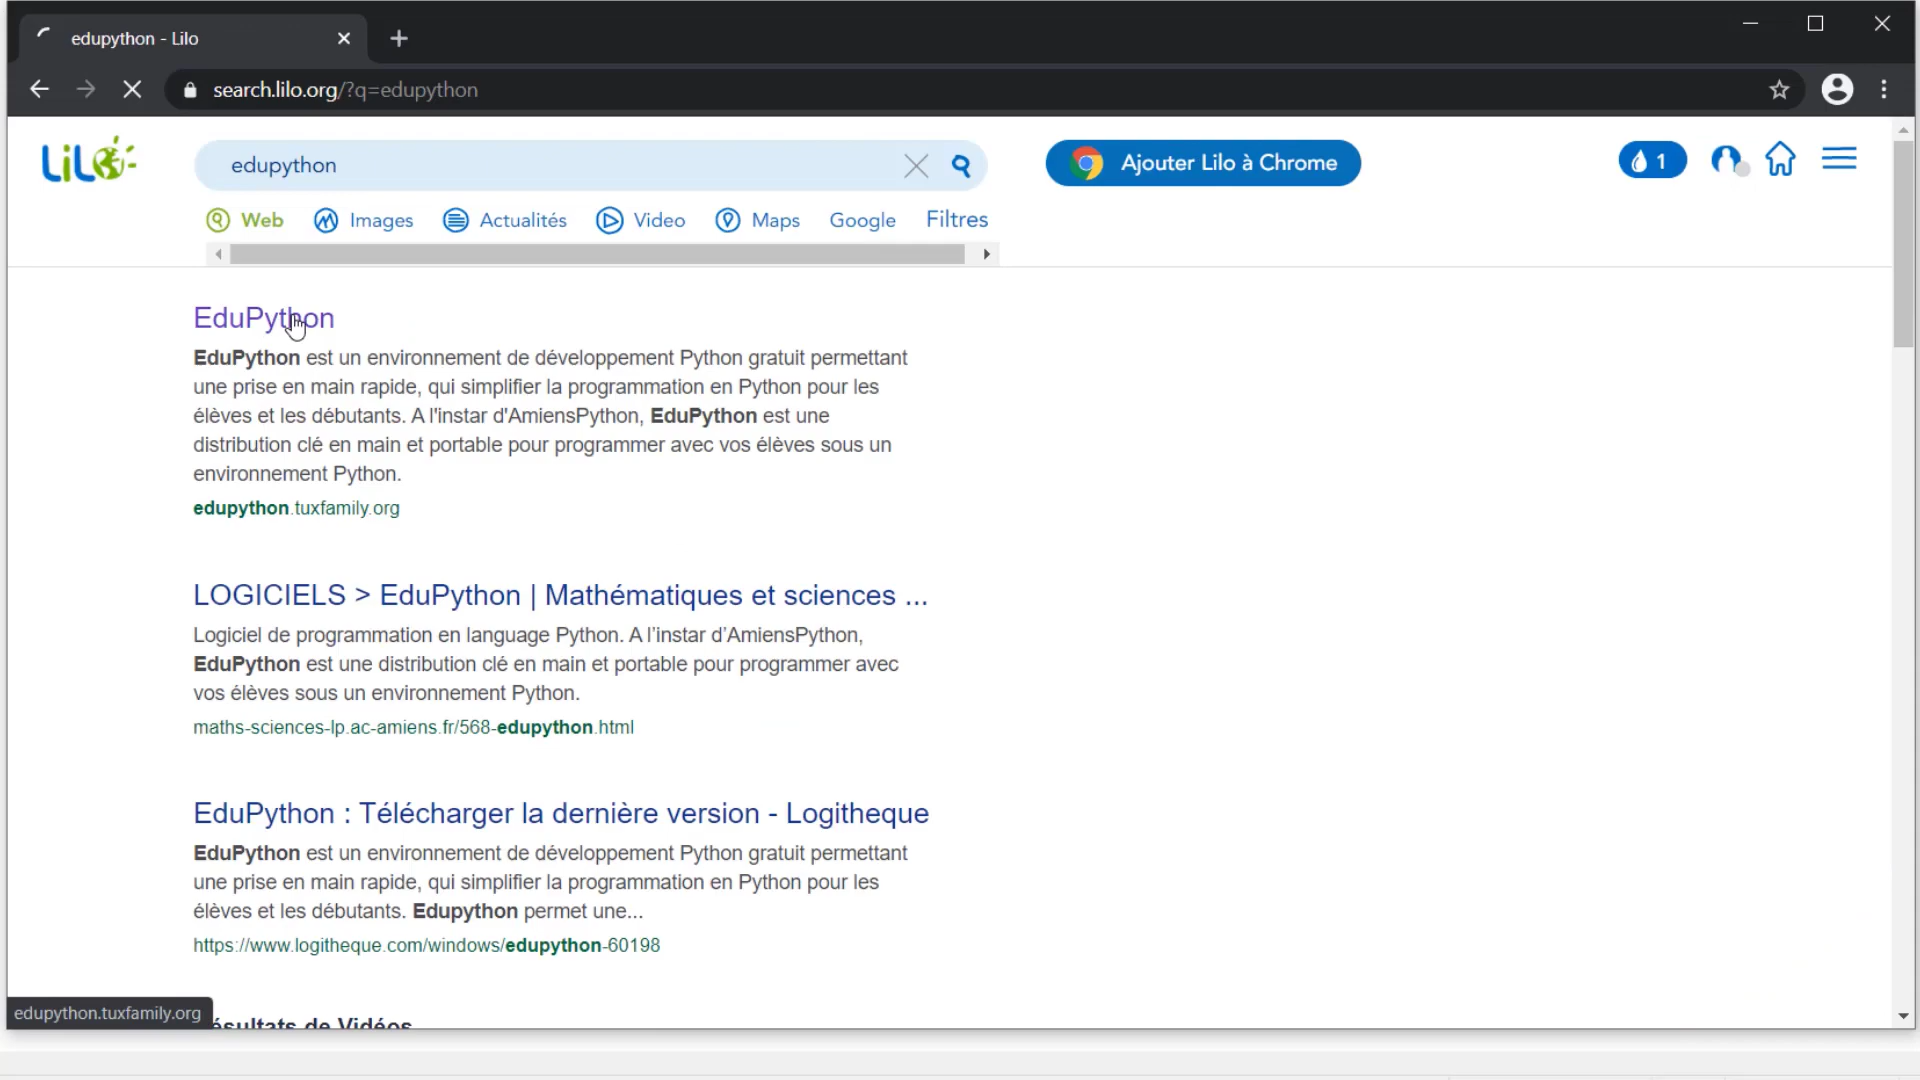 edupython - Lilo
search.lilo.org/?q=edupython
LiLO
edupython
Ajouter Lilo à Chrome
1
Web Images Actualités Video Maps Google Filtres
EduPython
EduPython est un environnement de développement Python gratuit permettant
une prise en main rapide, qui simplifier la programmation en Python pour les
élèves et les débutants. A l'instar d'AmiensPython, EduPython est une
distribution clé en main et portable pour programmer avec vos élèves sous un
environnement Python.
edupython.tuxfamily.org
LOGICIELS > EduPython | Mathématiques et sciences ...
Logiciel de programmation en language Python. A l’instar d’AmiensPython,
EduPython est une distribution clé en main et portable pour programmer avec
vos élèves sous un environnement Python.
maths-sciences-lp.ac-amiens.fr/568-edupython.html
EduPython : Télécharger la dernière version - Logitheque
EduPython est un environnement de développement Python gratuit permettant
une prise en main rapide, qui simplifier la programmation en Python pour les
élèves et les débutants. Edupython permet une...
https://www.logitheque.com/windows/edupython-60198
edupython.tuxfamily.org
ésultats de Vidéos